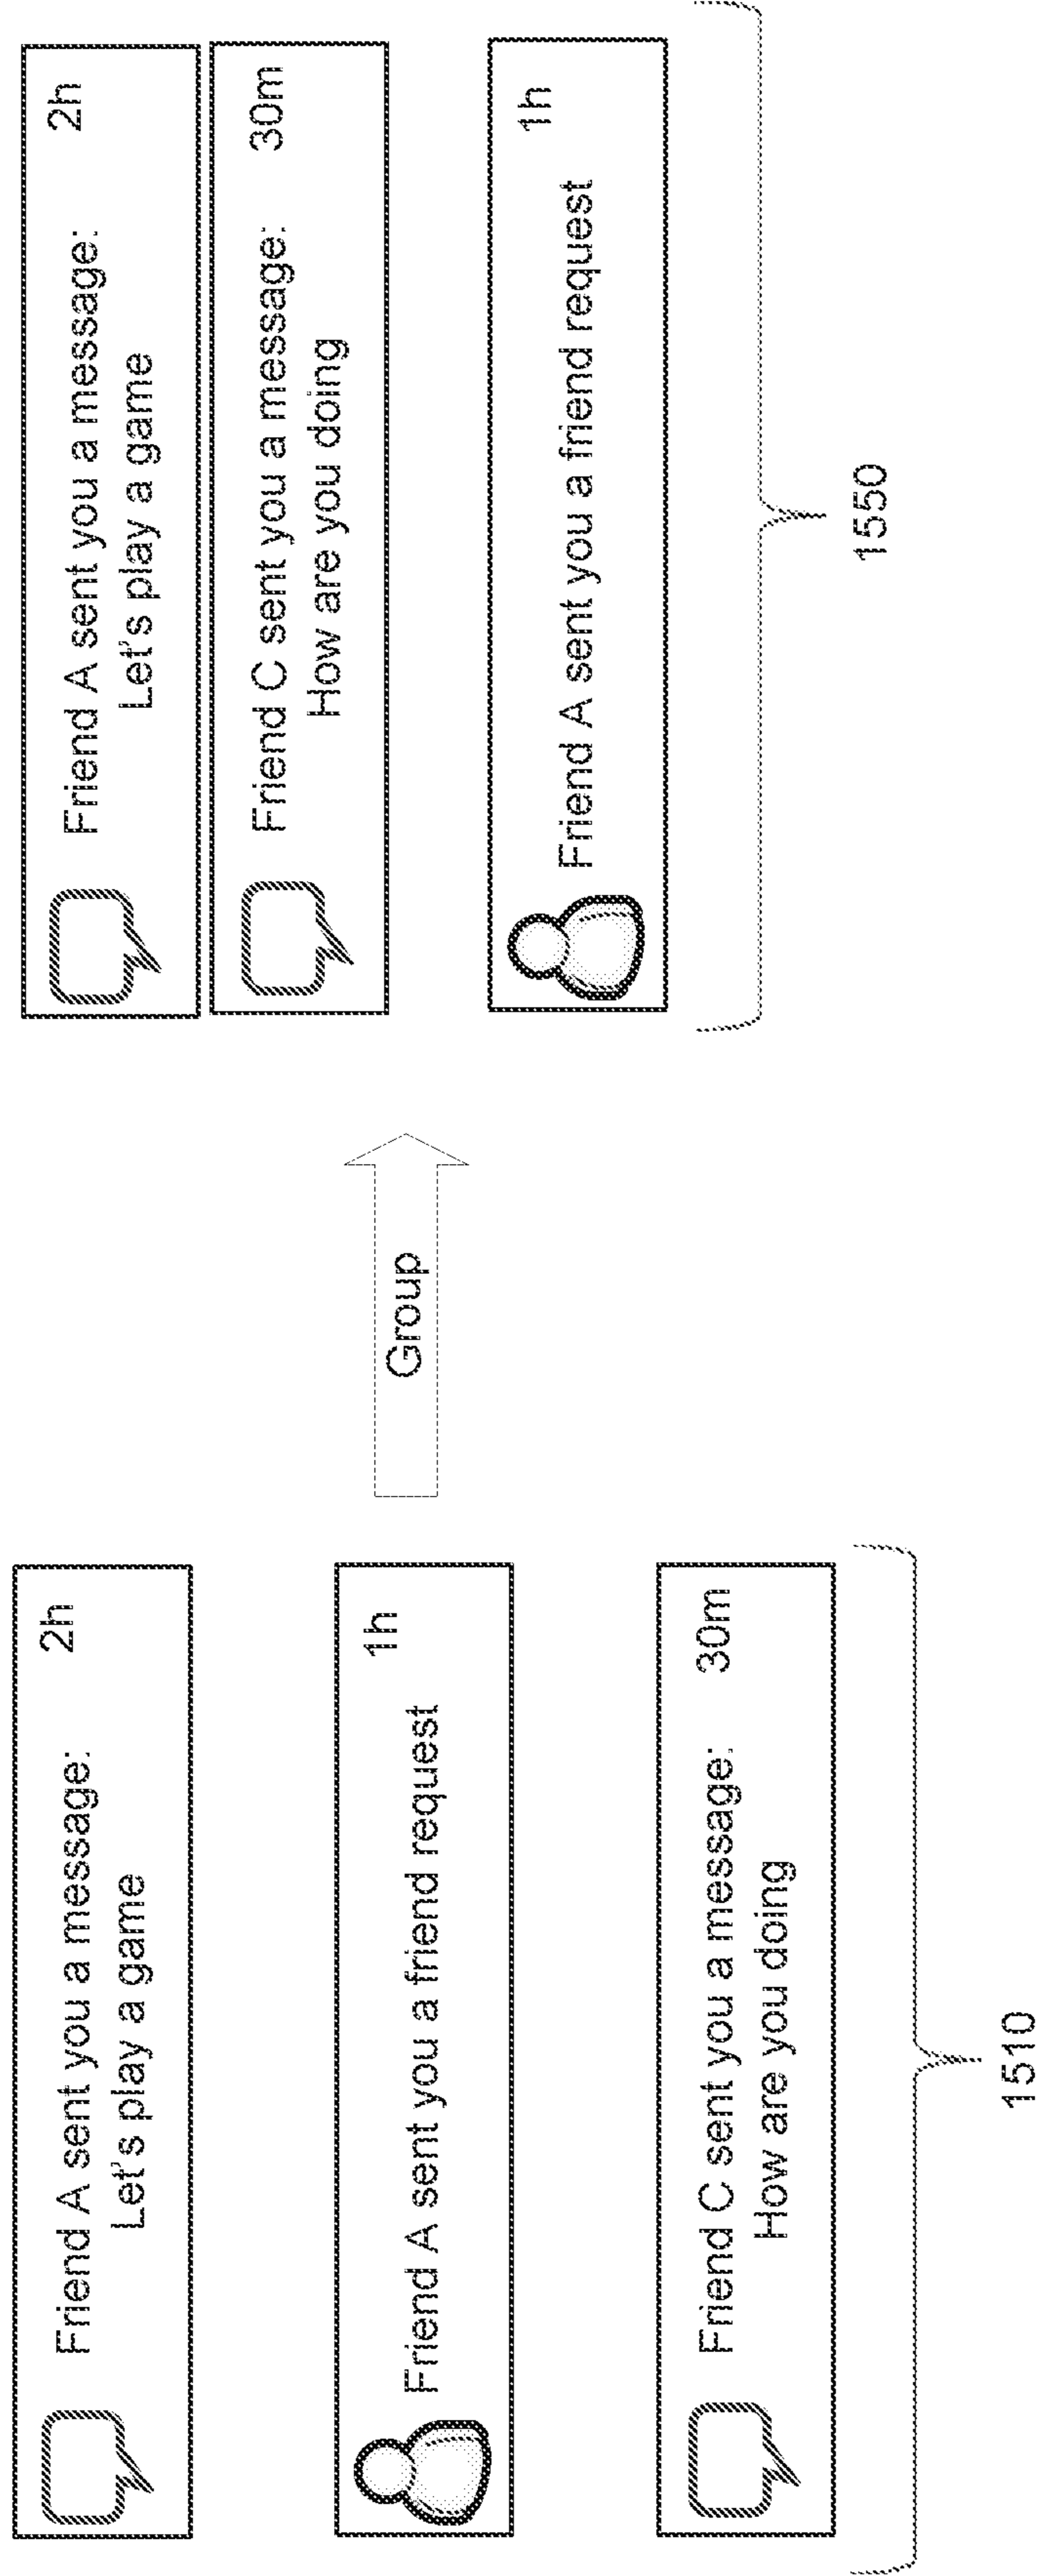 Friend A sent you a message:
2h
Let's play a game
Friend A sent you a friend request
1h
Friend C sent you a message:
30m
How are you doing
1510
Group
Friend A sent you a message:
2h
Let's play a game
Friend C sent you a message:
30m
How are you doing
Friend A sent you a friend request
1h
1550